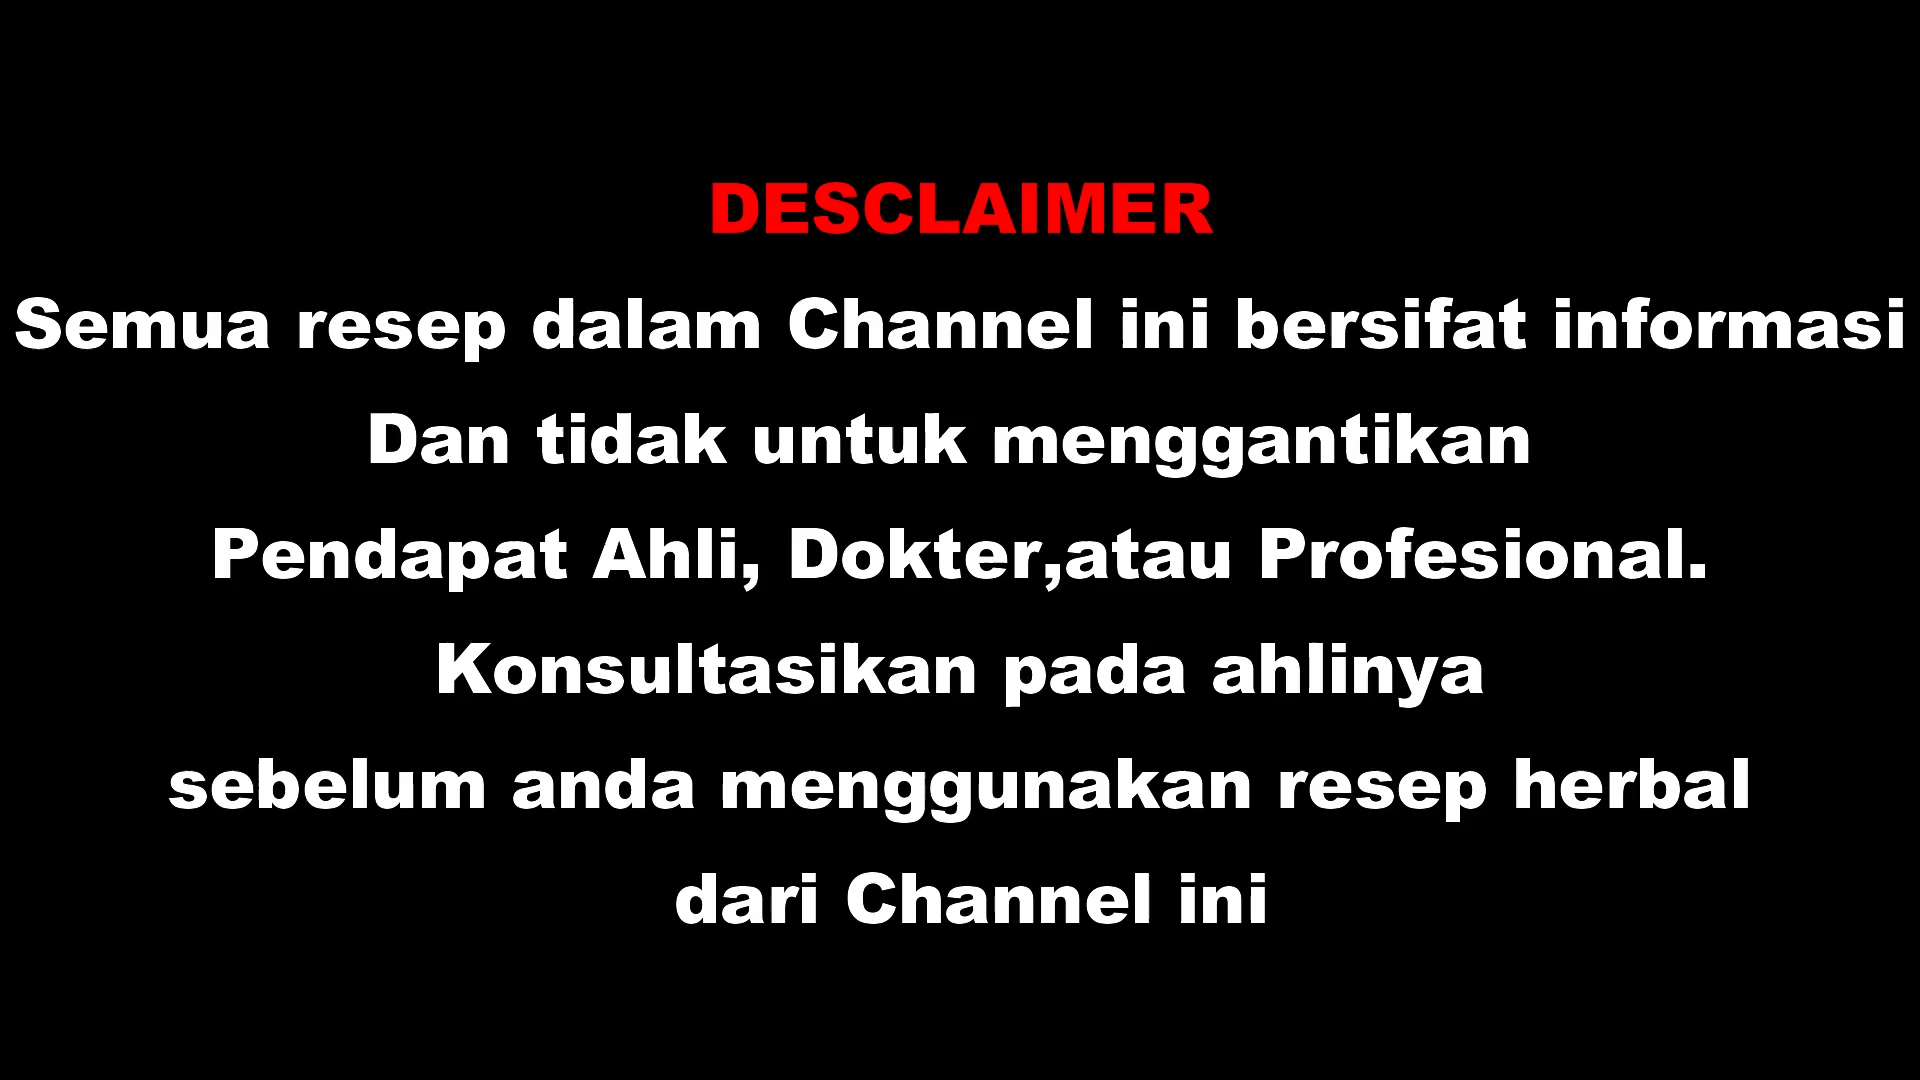 DESCLAIMER
Semua resep dalam Channel ini bersifat informasi
Dan tidak untuk menggantikan
Pendapat Ahli, Dokter,atau Profesional.
Konsultasikan pada ahlinya
sebelum anda menggunakan resep herbal
dari Channel ini